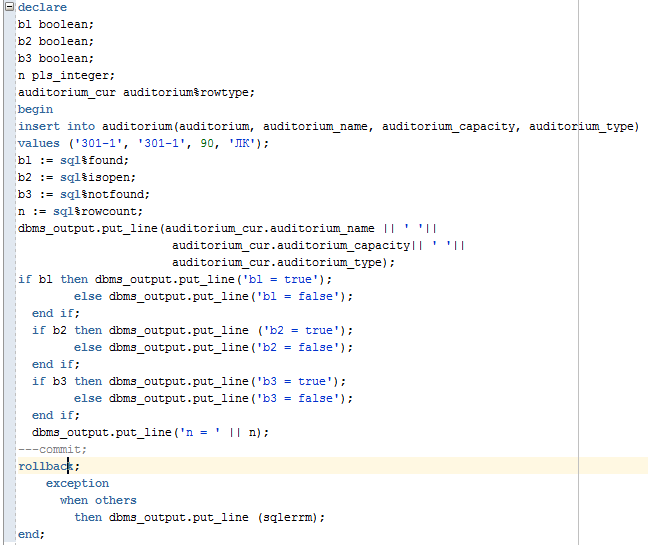 declare
b1 boolean;
b2 boolean;
b3 boolean;
n pls_integer;
auditorium_cur auditorium%rowtype;
begin
insert into auditorium(auditorium, auditorium_name, auditorium_capacity, auditorium_type)
values ('301-1', '301-1', 90, 'ЛК');
b1 := sql%found;
b2 := sql%isopen;
b3 := sql%notfound;
n := sql%rowcount;
dbms_output.put_line(auditorium_cur.auditorium_name || ' '||
auditorium_cur.auditorium_capacity|| ' '||
auditorium_cur.auditorium_type);
if b1 then dbms_output.put_line('b1 = true');
else dbms_output.put_line('b1 = false');
end if;
if b2 then dbms_output.put_line ('b2 = true');
else dbms_output.put_line('b2 = false');
end if;
if b3 then dbms_output.put_line('b3 = true');
else dbms_output.put_line('b3 = false');
end if;
dbms_output.put_line('n = ' || n);
---commit;
rollback;
exception
when others
then dbms_output.put_line (sqlerrm);
end;